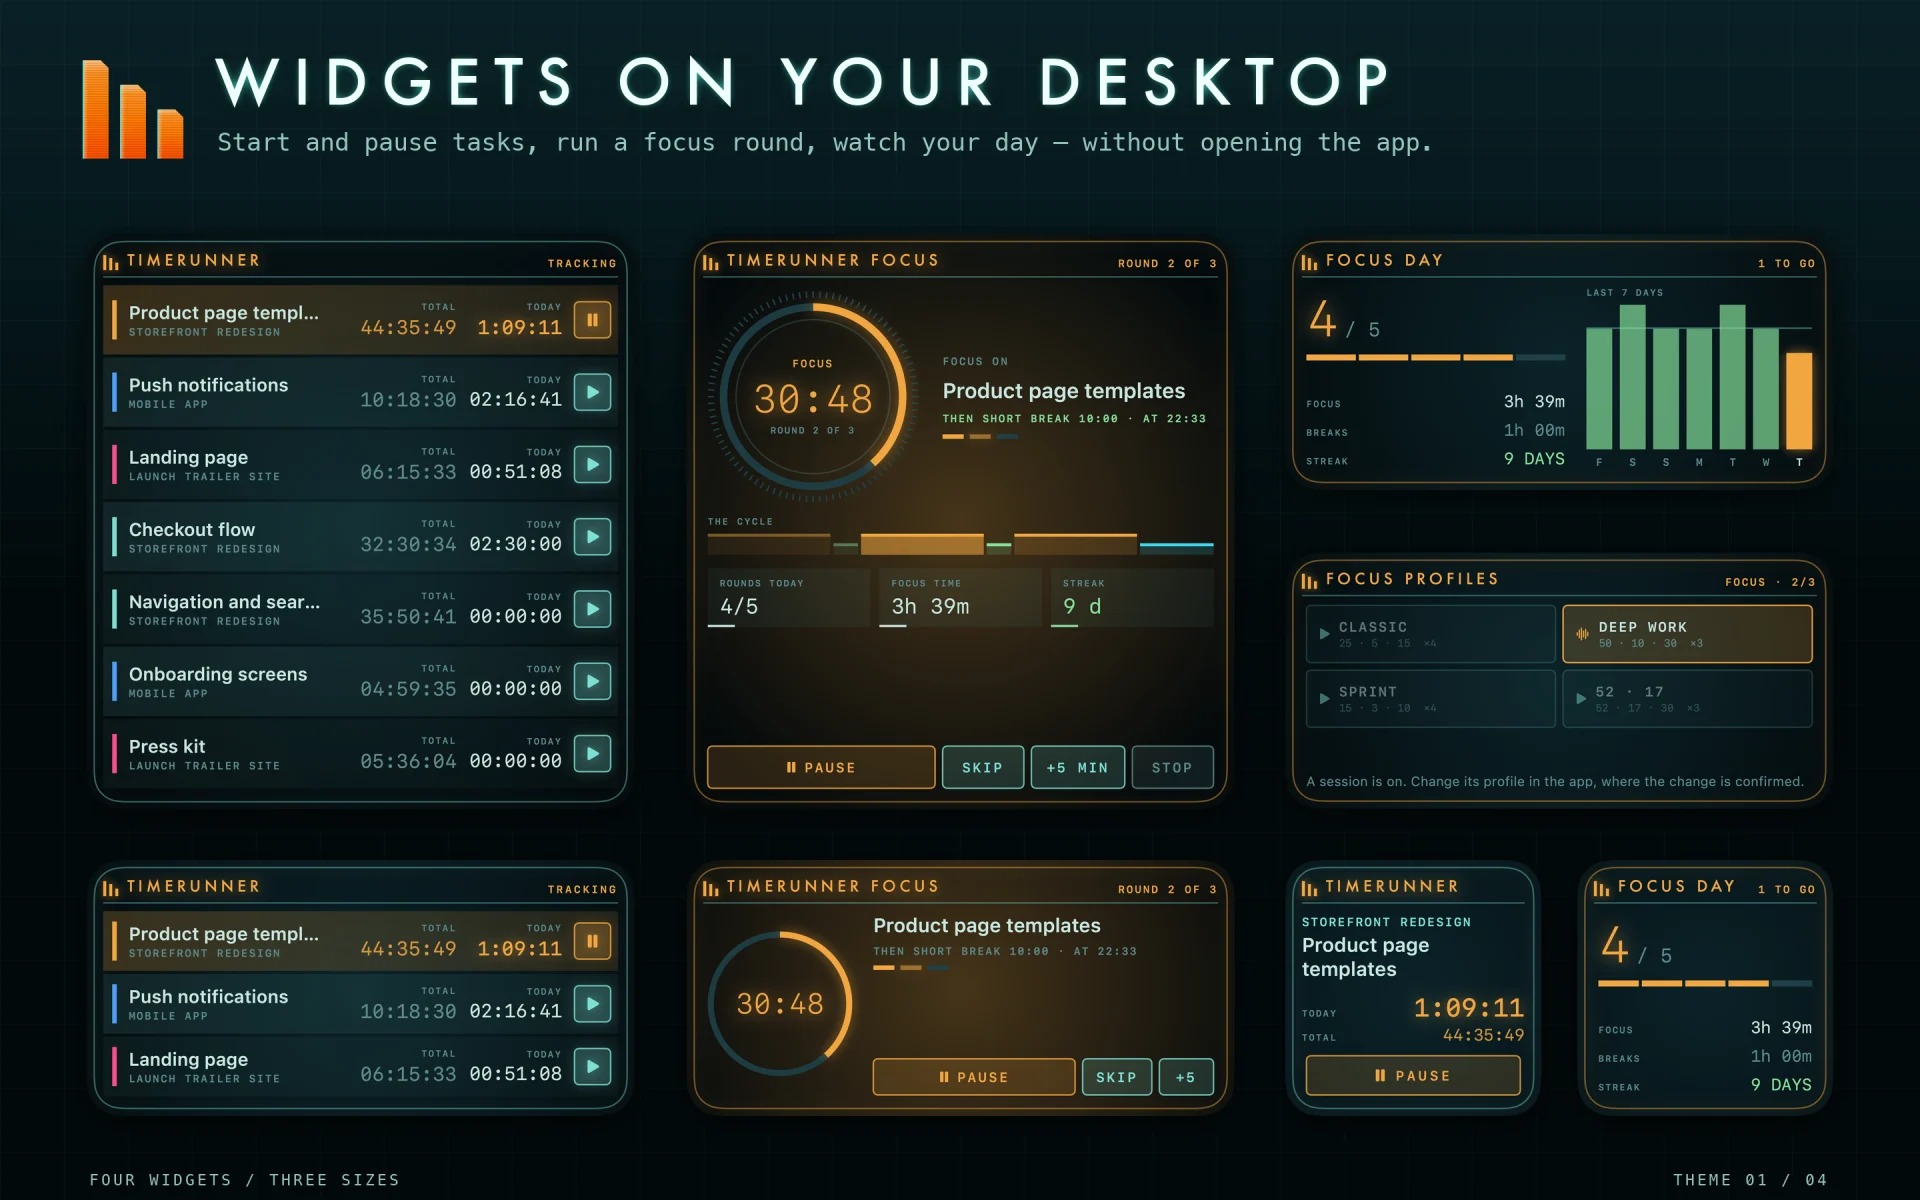 WIDGETS ON YOUR DESKTOP
Start and pause tasks, run a focus round, watch your day — without opening the app.
TIMERUNNER
TRACKING
Product page templ...
STOREFRONT REDESIGN
TOTAL
44:35:49
TODAY
1:09:11
Push notifications
MOBILE APP
TOTAL
10:18:30
TODAY
02:16:41
Landing page
LAUNCH TRAILER SITE
TOTAL
06:15:33
TODAY
00:51:08
Checkout flow
STOREFRONT REDESIGN
TOTAL
32:30:34
TODAY
02:30:00
Navigation and sear...
STOREFRONT REDESIGN
TOTAL
35:50:41
TODAY
00:00:00
Onboarding screens
MOBILE APP
TOTAL
04:59:35
TODAY
00:00:00
Press kit
LAUNCH TRAILER SITE
TOTAL
05:36:04
TODAY
00:00:00
TIMERUNNER FOCUS
ROUND 2 OF 3
FOCUS
30:48
ROUND 2 OF 3
FOCUS ON
Product page templates
THEN SHORT BREAK 10:00 · AT 22:33
THE CYCLE
ROUNDS TODAY
4/5
FOCUS TIME
3h 39m
STREAK
9 d
PAUSE
SKIP
+5 MIN
STOP
FOCUS DAY
1 TO GO
4 / 5
FOCUS 3h 39m
BREAKS 1h 00m
STREAK 9 DAYS
LAST 7 DAYS
F S S M T W T
FOCUS PROFILES
FOCUS · 2/3
CLASSIC
25 · 5 · 15 ×4
DEEP WORK
50 · 10 · 30 ×3
SPRINT
15 · 3 · 10 ×4
52 · 17
52 · 17 · 30 ×3
A session is on. Change its profile in the app, where the change is confirmed.
TIMERUNNER
TRACKING
Product page templ...
STOREFRONT REDESIGN
TOTAL
44:35:49
TODAY
1:09:11
Push notifications
MOBILE APP
TOTAL
10:18:30
TODAY
02:16:41
Landing page
LAUNCH TRAILER SITE
TOTAL
06:15:33
TODAY
00:51:08
TIMERUNNER FOCUS
ROUND 2 OF 3
30:48
Product page templates
THEN SHORT BREAK 10:00 · AT 22:33
PAUSE
SKIP
+5
TIMERUNNER
STOREFRONT REDESIGN
Product page
templates
TODAY 1:09:11
TOTAL 44:35:49
PAUSE
FOCUS DAY
1 TO GO
4 / 5
FOCUS 3h 39m
BREAKS 1h 00m
STREAK 9 DAYS
FOUR WIDGETS / THREE SIZES
THEME 01 / 04